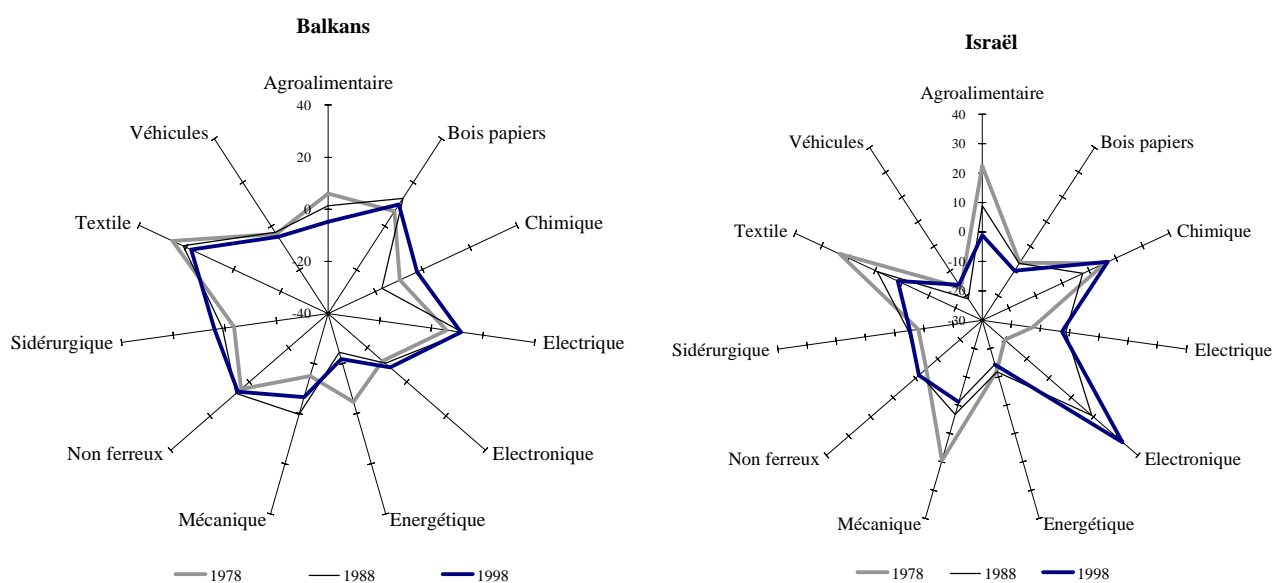 Balkans
Agroalimentaire
40
20
0
-20
-40
Bois papiers
Chimique
Electrique
Electronique
Energétique
Mécanique
Non ferreux
Sidérurgique
Textile
Véhicules
1978
1988
1998
Israël
Agroalimentaire
40
30
20
10
0
-10
-20
-30
Bois papiers
Chimique
Electrique
Electronique
Energétique
Mécanique
Non ferreux
Sidérurgique
Textile
Véhicules
1978
1988
1998